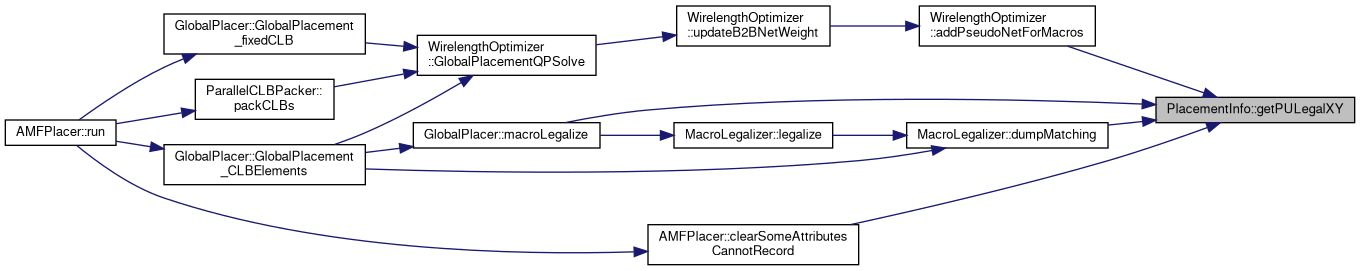 GlobalPlacer::GlobalPlacement
_fixedCLB
WirelengthOptimizer
::GlobalPlacementQPSolve
WirelengthOptimizer
::updateB2BNetWeight
WirelengthOptimizer
::addPseudoNetForMacros
ParallelCLBPacker::
packCLBs
PlacementInfo::getPULegalXY
AMFPlacer::run
GlobalPlacer::macroLegalize
MacroLegalizer::legalize
MacroLegalizer::dumpMatching
GlobalPlacer::GlobalPlacement
_CLBElements
AMFPlacer::clearSomeAttributes
CannotRecord